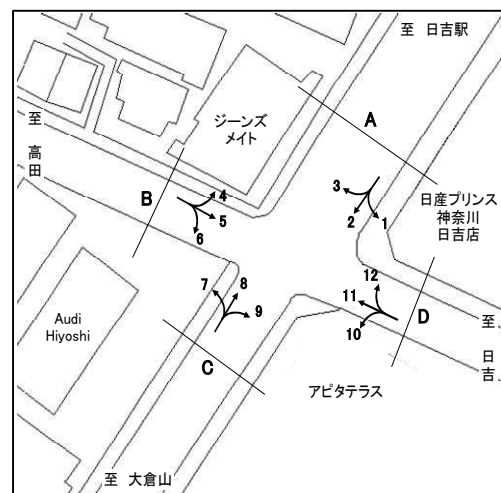 至 日吉駅
ジーンズ
メイト
A
至
高
田
日産プリンス
神奈川
日吉店
3
2
1
B
4
5
6
12
11
10
D
7
8
9
Audi
Hiyoshi
C
アピタテラス
日
吉
至
至 大倉山